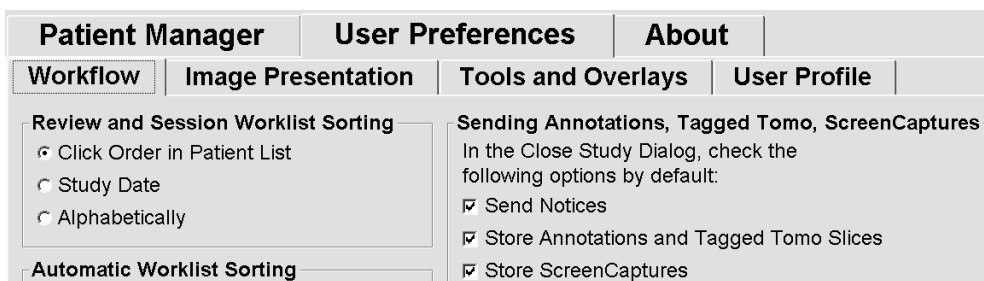 Patient Manager User Preferences About
Workflow Image Presentation Tools and Overlays User Profile
Review and Session Worklist Sorting
Click Order in Patient List
Study Date
Alphabetically
Automatic Worklist Sorting
Sending Annotations, Tagged Tomo, ScreenCaptures
In the Close Study Dialog, check the
following options by default:
Send Notices
Store Annotations and Tagged Tomo Slices
Store ScreenCaptures